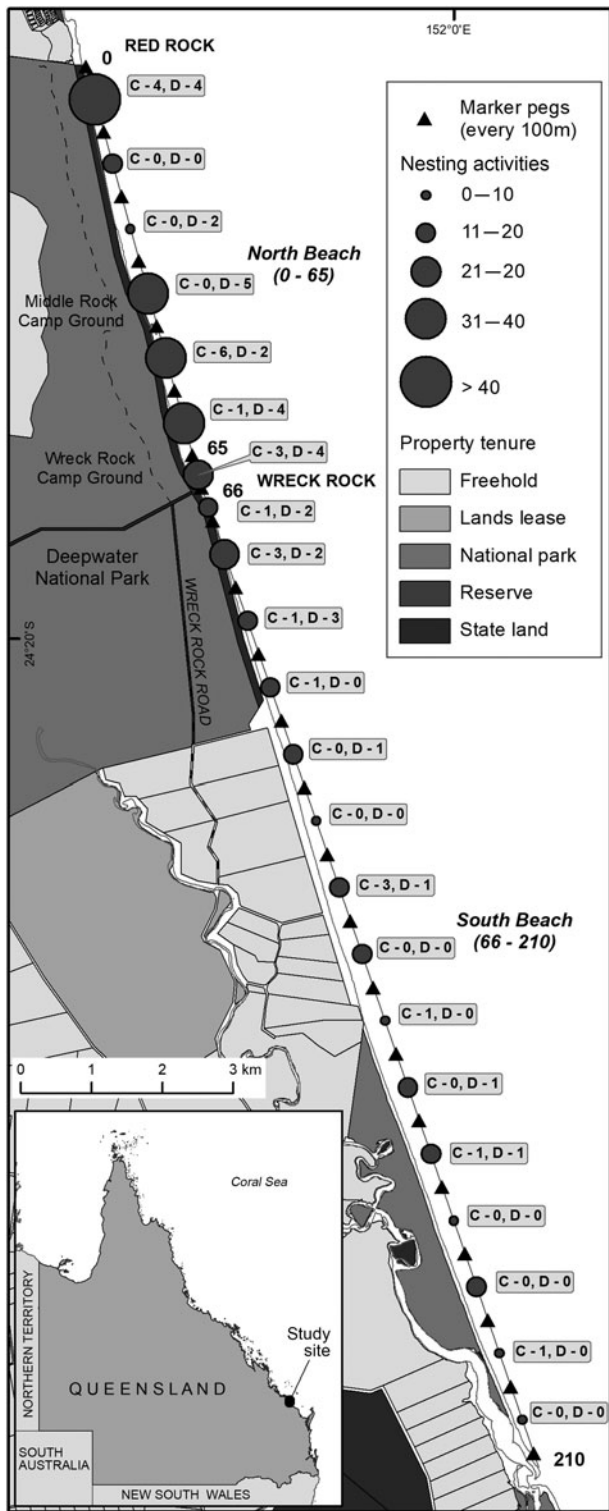 152°0'E
0
RED ROCK
C - 4, D - 4
C - 0, D - 0
C - 0, D - 2
North Beach
(0 - 65)
C - 0, D - 5
Middle Rock
Camp Ground
C - 6, D - 2
C - 1, D - 4
65
C - 3, D - 4
Wreck Rock
Camp Ground
66
WRECK ROCK
C - 1, D - 2
C - 3, D - 2
Deepwater
National Park
C - 1, D - 3
24°20'S
WRECK ROCK ROAD
C - 1, D - 0
C - 0, D - 1
C - 0, D - 0
C - 3, D - 1
South Beach
(66 - 210)
C - 0, D - 0
C - 1, D - 0
C - 0, D - 1
C - 1, D - 1
C - 0, D - 0
C - 0, D - 0
C - 1, D - 0
C - 0, D - 0
210
Marker pegs
(every 100m)
Nesting activities
0—10
11—20
21—20
31—40
> 40
Property tenure
Freehold
Lands lease
National park
Reserve
State land
0 1 2 3 km
Coral Sea
NORTHERN TERRITORY
Study
site
QUEENSLAND
SOUTH
AUSTRALIA
NEW SOUTH WALES